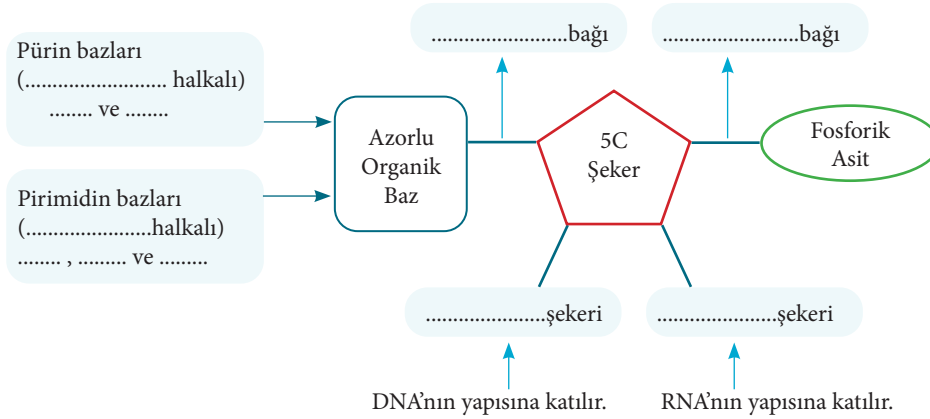 ..........................bağı
..........................bağı
Pürin bazları
(........................... halkalı)
........ ve ........
Azorlu
Organik
Baz
5C
Şeker
Fosforik
Asit
Pirimidin bazları
(........................halkalı)
........ , ......... ve .........
.......................şekeri
.......................şekeri
DNA’nın yapısına katılır.
RNA’nın yapısına katılır.